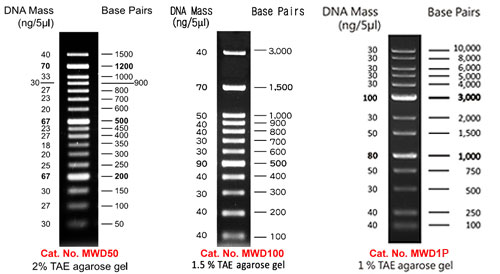 DNA Mass
(ng/5µl)
Base Pairs
40 1500
70 1200
33 1000
30 900
27 800
23 700
20 600
67 500
23 450
20 400
27 350
18 300
20 250
67 200
30 150
27 100
30 50
Cat. No. MWD50
2% TAE agarose gel
DNA Mass
(ng/5µl)
Base Pairs
40 3,000
70 1,500
50 1,000
40 900
40 800
30 700
30 600
90 500
40 400
30 300
40 200
40 100
Cat. No. MWD100
1.5 % TAE agarose gel
DNA Mass
(ng/5µl)
Base Pairs
30 10,000
30 8,000
30 6,000
30 5,000
30 4,000
100 3,000
30 2,000
50 1,500
80 1,000
50 750
30 500
40 250
40 100
Cat. No. MWD1P
1 % TAE agarose gel